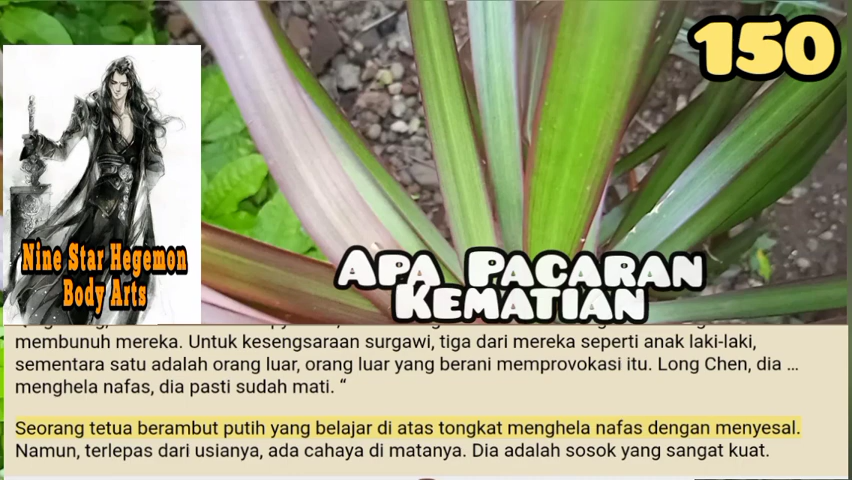 150
Nine Star Hegemon
Body Arts
Apa Pacaran
Kematian
membunuh mereka. Untuk kesengsaraan surgawi, tiga dari mereka seperti anak laki-laki,
sementara satu adalah orang luar, orang luar yang berani memprovokasi itu. Long Chen, dia ...
menghela nafas, dia pasti sudah mati. “
Seorang tetua berambut putih yang belajar di atas tongkat menghela nafas dengan menyesal.
Namun, terlepas dari usianya, ada cahaya di matanya. Dia adalah sosok yang sangat kuat.